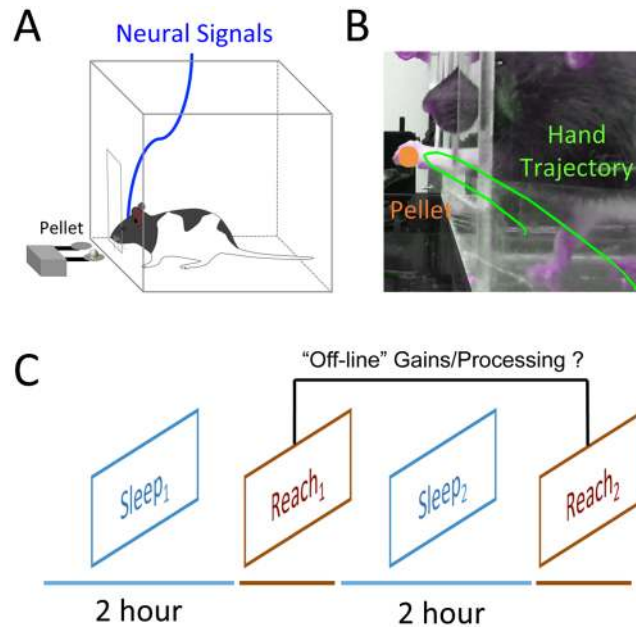 A
Neural Signals
Pellet
B
Hand
Trajectory
Pellet
C
"Off-line" Gains/Processing ?
Sleep₁
Reach₁
Sleep₂
Reach₂
2 hour
2 hour